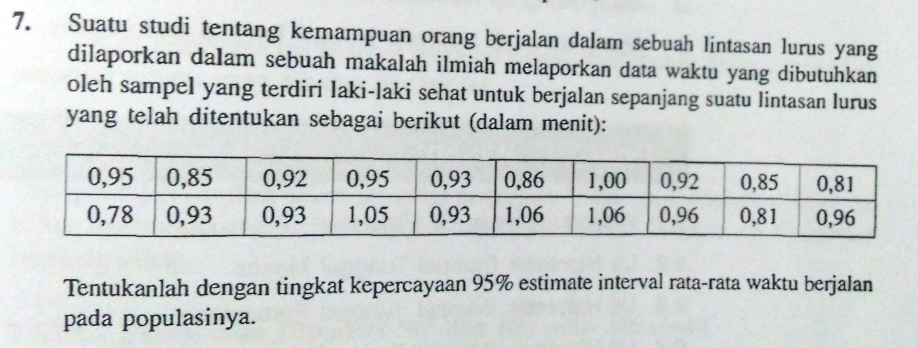 7. Suatu studi tentang kemampuan orang berjalan dalam sebuah lintasan lurus yang
dilaporkan dalam sebuah makalah ilmiah melaporkan data waktu yang dibutuhkan
oleh sampel yang terdiri laki-laki sehat untuk berjalan sepanjang suatu lintasan lurus
yang telah ditentukan sebagai berikut (dalam menit):
0,95 0,85 0,92 0,95 0,93 0,86 1,00 0,92 0,85 0,81
0,78 0,93 0,93 1,05 0,93 1,06 1,06 0,96 0,81 0,96
Tentukanlah dengan tingkat kepercayaan 95% estimate interval rata-rata waktu berjalan
pada populasinya.